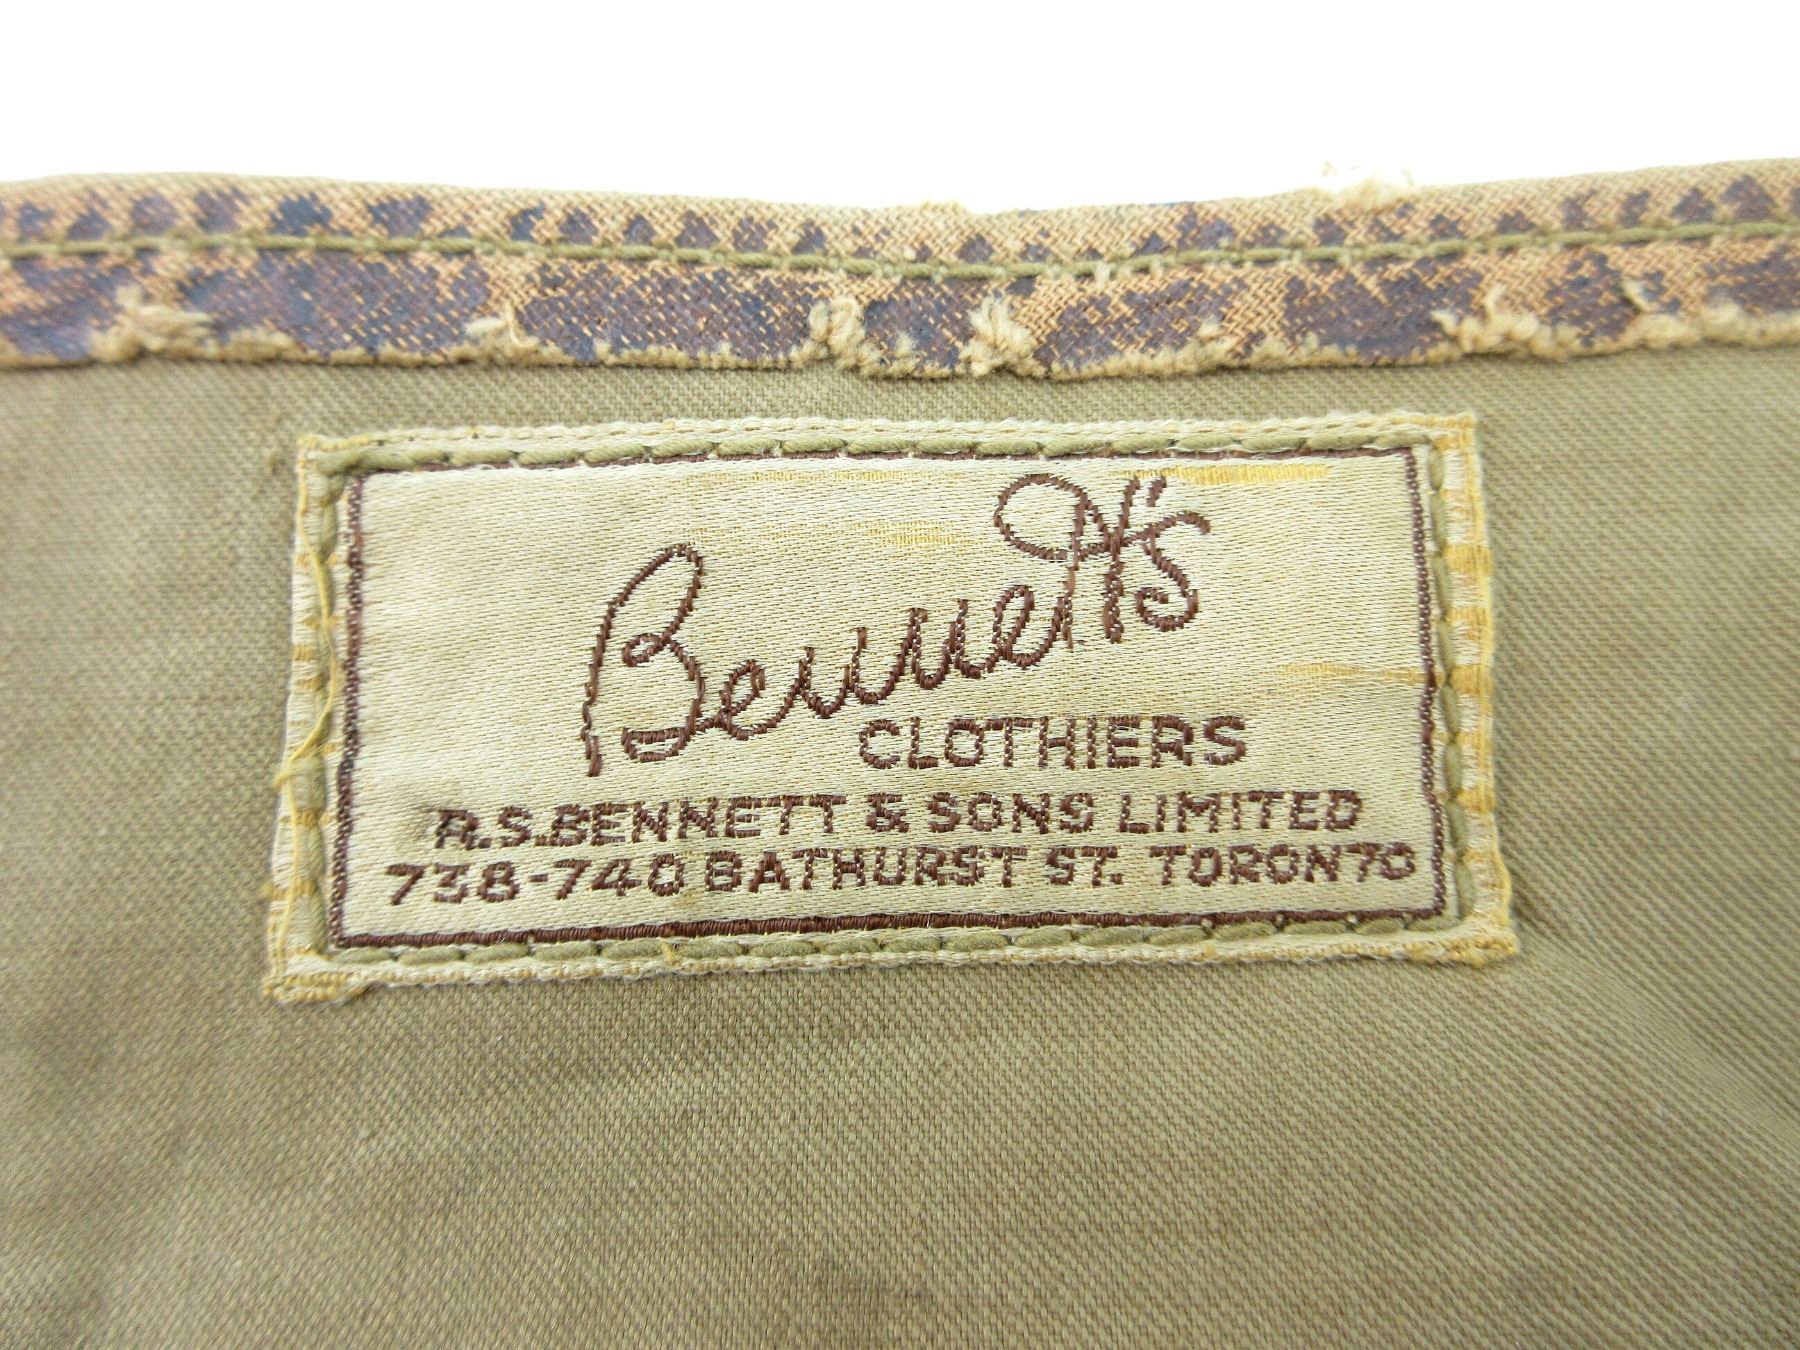 Bennett's
CLOTHIERS
R.S.BENNETT & SONS LIMITED
738-740 BATHURST ST. TORONTO